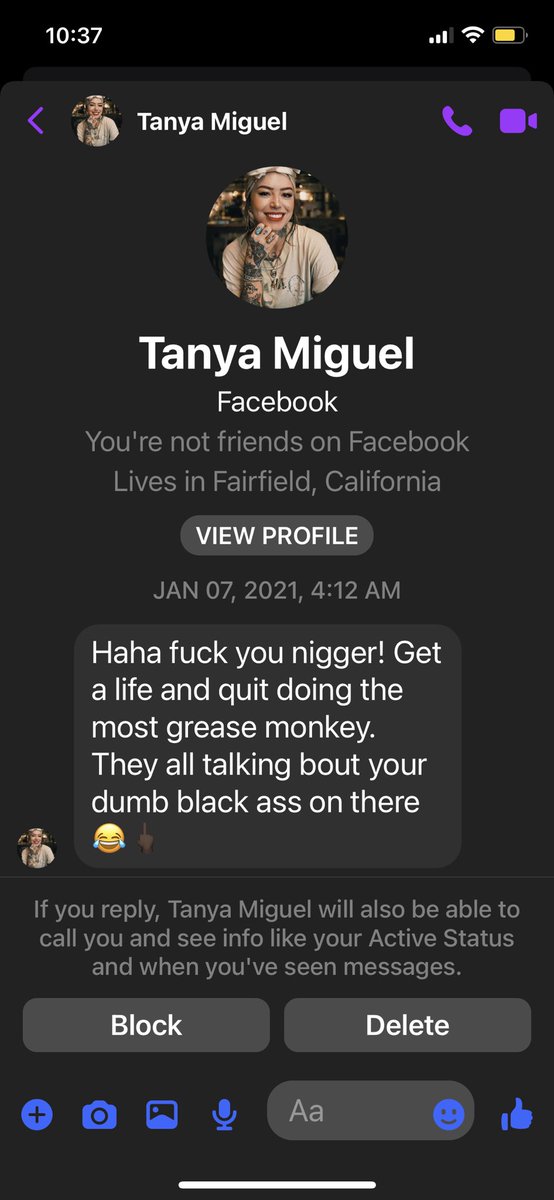 10:37
Tanya Miguel
Tanya Miguel
Facebook
You're not friends on Facebook
Lives in Fairfield, California
VIEW PROFILE
JAN 07, 2021, 4:12 AM
Haha fuck you nigger! Get
a life and quit doing the
most grease monkey.
They all talking bout your
dumb black ass on there
😂🖕🏿
If you reply, Tanya Miguel will also be able to
call you and see info like your Active Status
and when you've seen messages.
Block
Delete
Aa